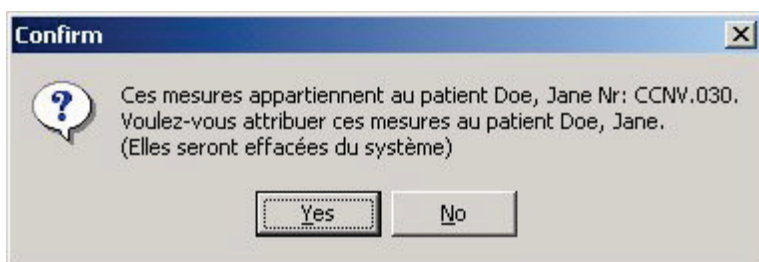 Confirm
Ces mesures appartiennent au patient Doe, Jane Nr: CCNV.030.
Voulez-vous attribuer ces mesures au patient Doe, Jane.
(Elles seront effacées du système)
Yes No